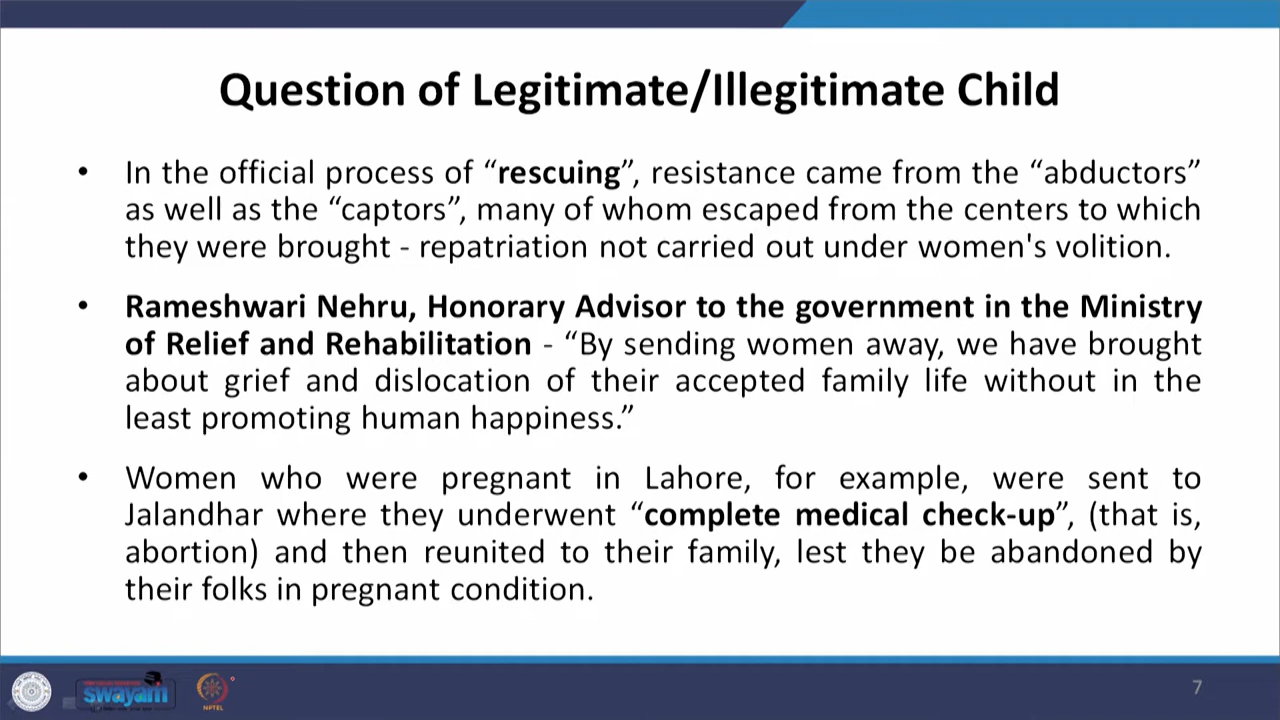 Question of Legitimate/Illegitimate Child
• In the official process of “rescuing”, resistance came from the “abductors”
as well as the “captors”, many of whom escaped from the centers to which
they were brought - repatriation not carried out under women's volition.
• Rameshwari Nehru, Honorary Advisor to the government in the Ministry
of Relief and Rehabilitation - “By sending women away, we have brought
about grief and dislocation of their accepted family life without in the
least promoting human happiness.”
• Women who were pregnant in Lahore, for example, were sent to
Jalandhar where they underwent “complete medical check-up”, (that is,
abortion) and then reunited to their family, lest they be abandoned by
their folks in pregnant condition.
swayam
NPTEL
7